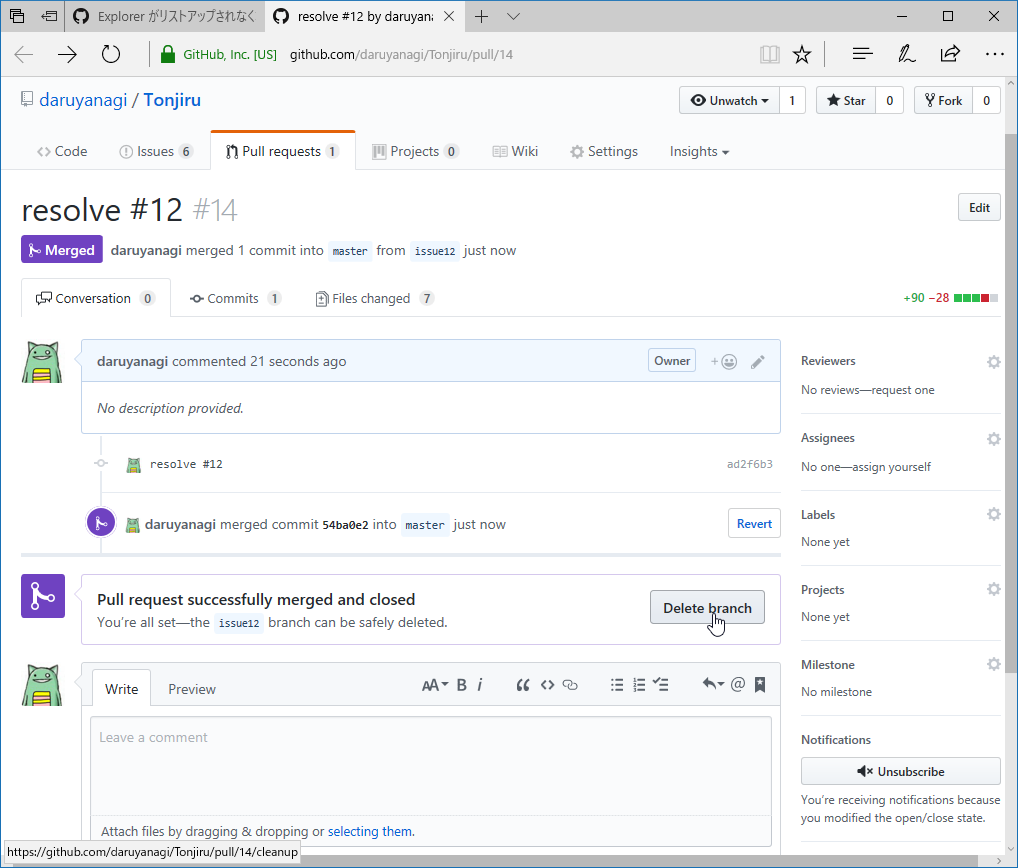 Explorer がリストアップされなく
resolve #12 by daruyana
GitHub, Inc. [US] github.com/daruyanagi/Tonjiru/pull/14
daruyanagi / Tonjiru
Unwatch 1 Star 0 Fork 0
Code Issues 6 Pull requests 1 Projects 0 Wiki Settings Insights
resolve #12 #14
Edit
Merged daruyanagi merged 1 commit into master from issue12 just now
Conversation 0 Commits 1 Files changed 7 +90 −28
daruyanagi commented 21 seconds ago Owner
No description provided.
resolve #12 ad2f6b3
daruyanagi merged commit 54ba0e2 into master just now Revert
Pull request successfully merged and closed
You’re all set—the issue12 branch can be safely deleted.
Delete branch
Write Preview AA B i
Leave a comment
Attach files by dragging & dropping or selecting them.
Reviewers
No reviews—request one
Assignees
No one—assign yourself
Labels
None yet
Projects
None yet
Milestone
No milestone
Notifications
Unsubscribe
You’re receiving notifications because
you modified the open/close state.
https://github.com/daruyanagi/Tonjiru/pull/14/cleanup